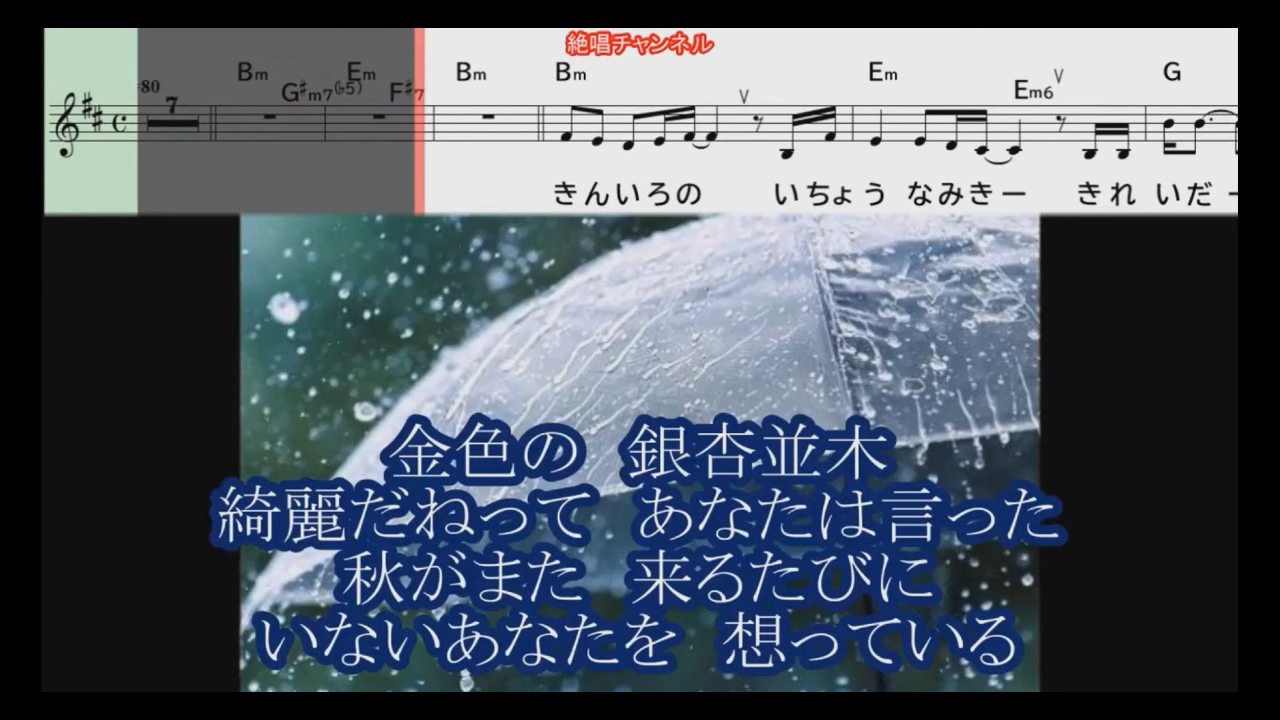 絶唱チャンネル
Bm Em Bm Bm Em G
=80 7 G#m7(♭5) F#7 Em6
きんいろの いちょう なみきー きれ いだ -
金色の 銀杏並木
綺麗だねって あなたは言った
秋がまた 来るたびに
いないあなたを 想っている